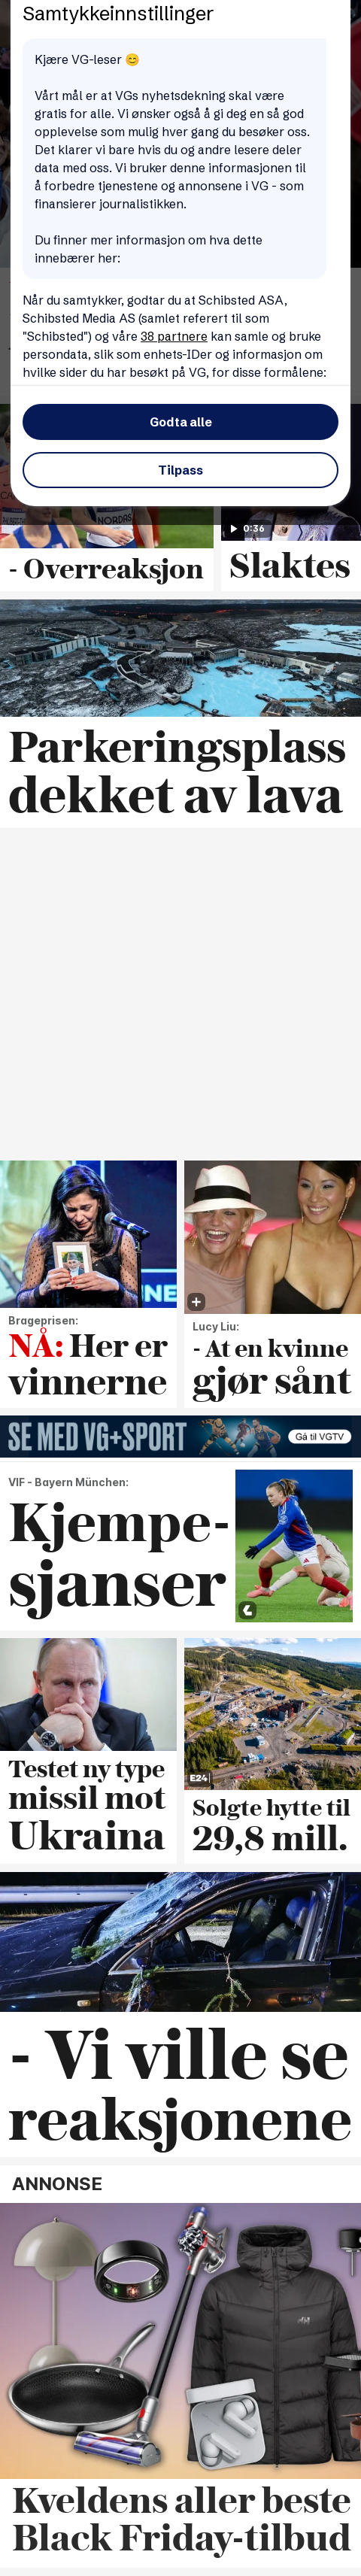 Samtykkeinnstillinger
Kjære VG-leser 😊
Vårt mål er at VGs nyhetsdekning skal være
gratis for alle. Vi ønsker også å gi deg en så god
opplevelse som mulig hver gang du besøker oss.
Det klarer vi bare hvis du og andre lesere deler
data med oss. Vi bruker denne informasjonen til
å forbedre tjenestene og annonsene i VG - som
finansierer journalistikken.
Du finner mer informasjon om hva dette
innebærer her:
Når du samtykker, godtar du at Schibsted ASA,
Schibsted Media AS (samlet referert til som
"Schibsted") og våre 38 partnere kan samle og bruke
persondata, slik som enhets-IDer og informasjon om
hvilke sider du har besøkt på VG, for disse formålene:
Godta alle
Tilpass
NORDAS
0:36
- Overreaksjon
Slaktes
Parkeringsplass
dekket av lava
Brageprisen:
NÅ: Her er
vinnerne
Lucy Liu:
- At en kvinne
gjør sånt
SE MED VG+SPORT
Gå til VGTV
VIF - Bayern München:
Kjempe-
sjanser
Testet ny type
missil mot
Ukraina
E24
Solgte hytte til
29,8 mill.
- Vi ville se
reaksjonene
ANNONSE
Kveldens aller beste
Black Friday-tilbud